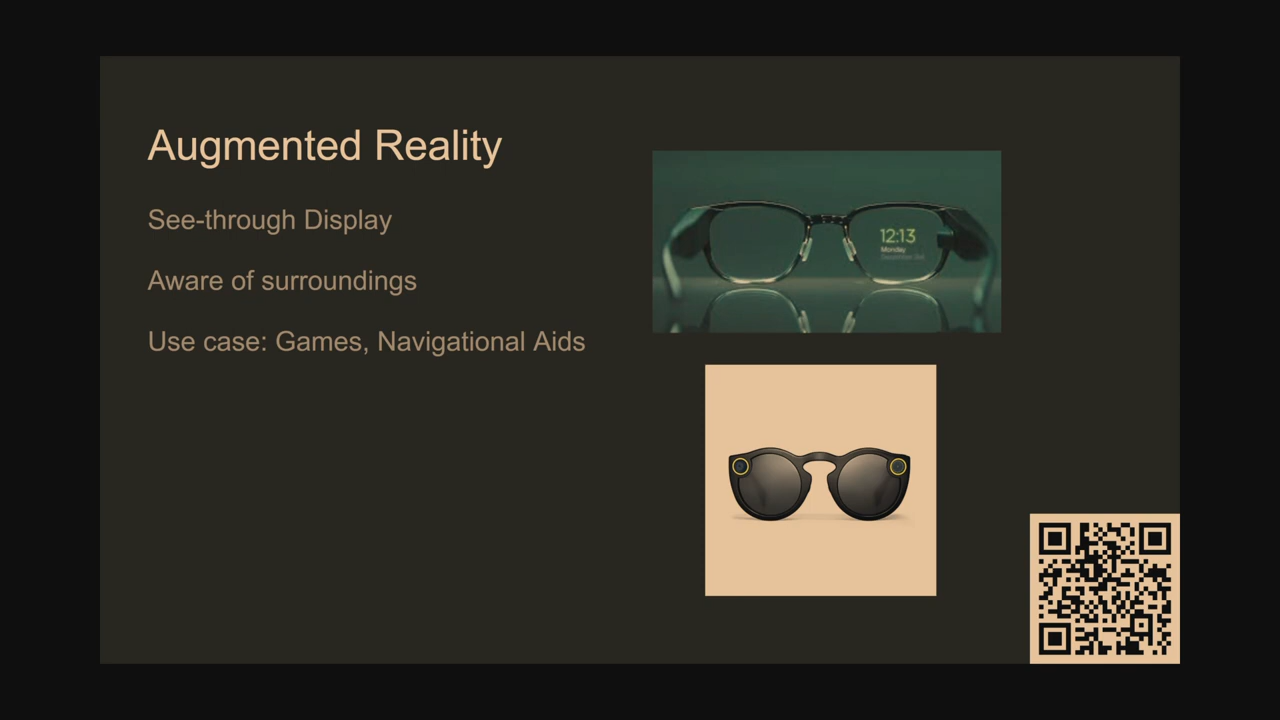 Augmented Reality
See-through Display
Aware of surroundings
Use case: Games, Navigational Aids
12:13
Monday